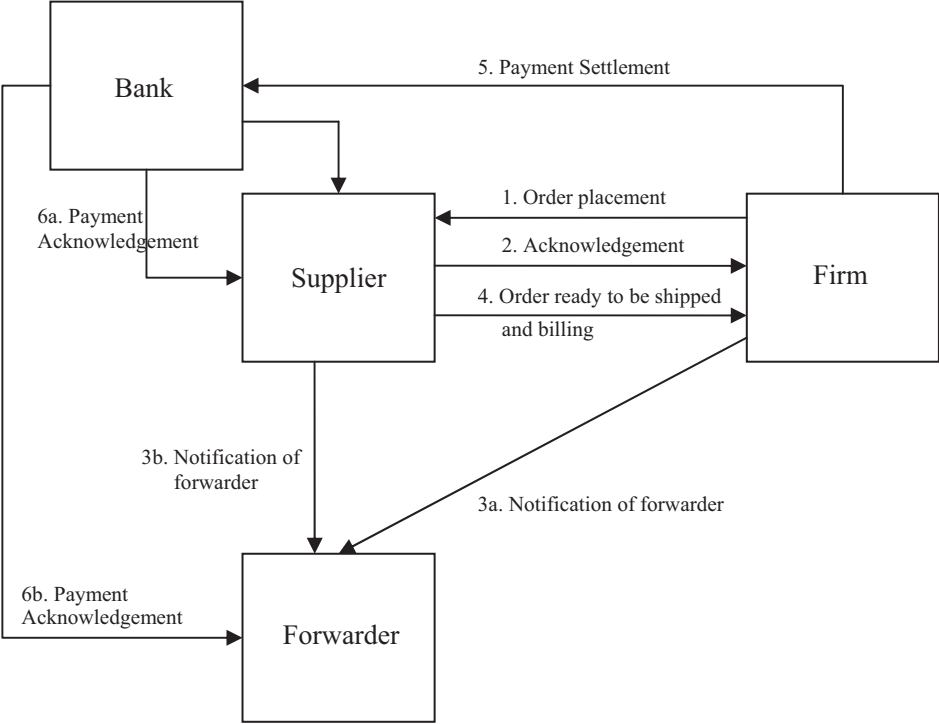 Bank
5. Payment Settlement
1. Order placement
6a. Payment
Acknowledgement
2. Acknowledgement
Supplier
Firm
4. Order ready to be shipped
and billing
3b. Notification of
forwarder
3a. Notification of forwarder
6b. Payment
Acknowledgement
Forwarder